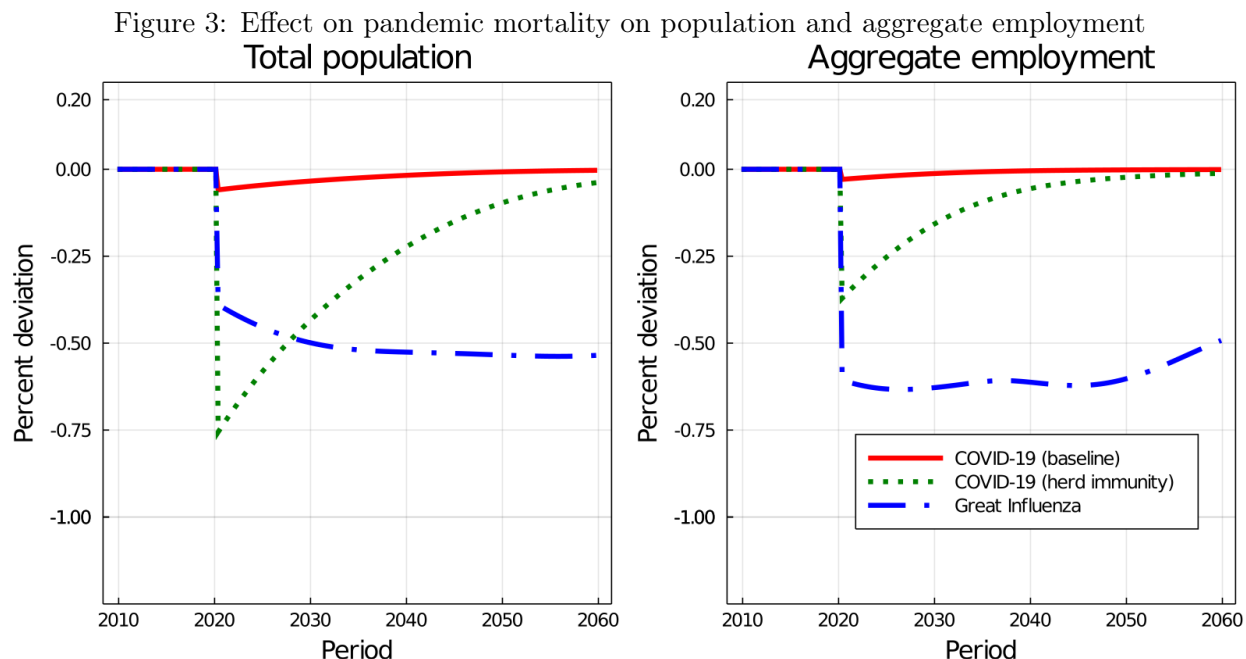 Figure 3: Effect on pandemic mortality on population and aggregate employment
Total population
Percent deviation
0.20
0.00
-0.25
-0.50
-0.75
-1.00
2010 2020 2030 2040 2050 2060
Period
Aggregate employment
Percent deviation
0.20
0.00
-0.25
-0.50
-0.75
-1.00
COVID-19 (baseline)
COVID-19 (herd immunity)
Great Influenza
2010 2020 2030 2040 2050 2060
Period